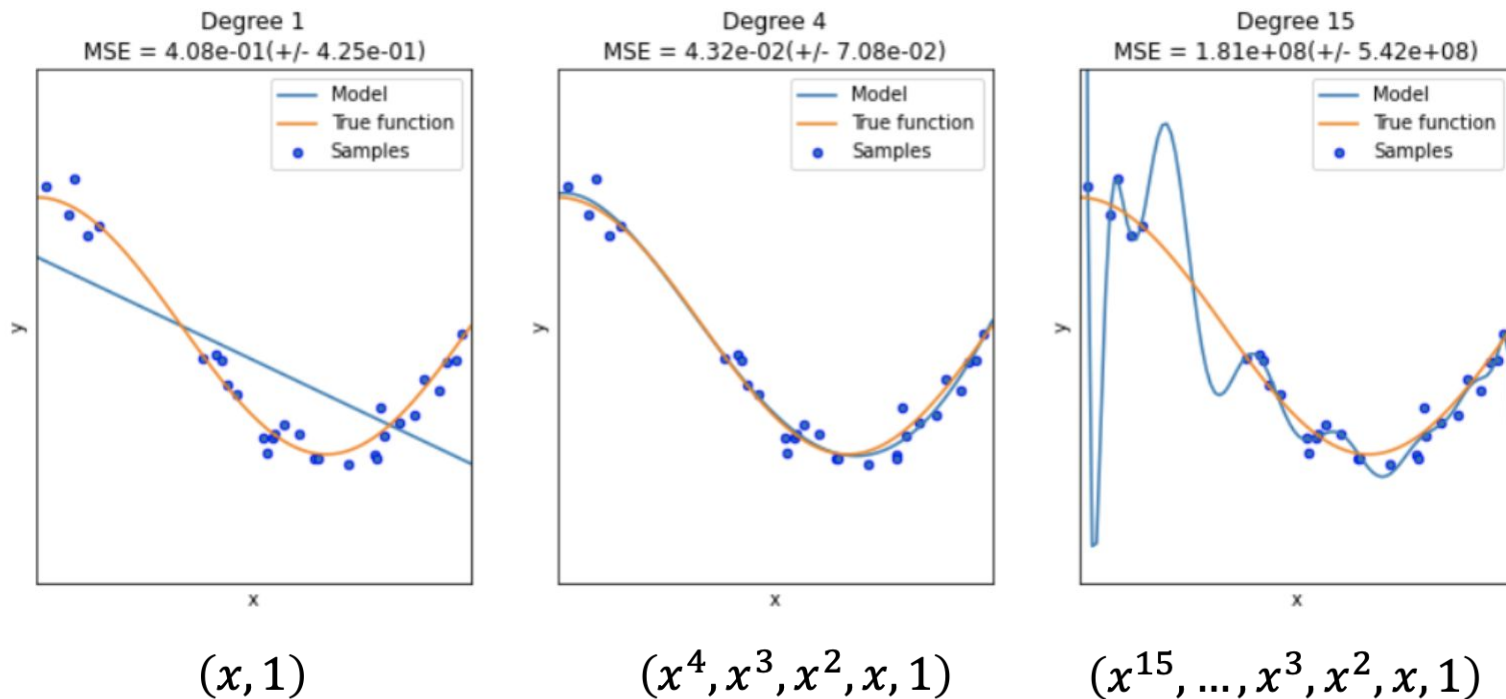 Degree 1
MSE = 4.08e-01(+/- 4.25e-01)
Model
True function
Samples
y
x
(x, 1)
Degree 4
MSE = 4.32e-02(+/- 7.08e-02)
Model
True function
Samples
y
x
(x⁴, x³, x², x, 1)
Degree 15
MSE = 1.81e+08(+/- 5.42e+08)
Model
True function
Samples
y
x
(x¹⁵, …, x³, x², x, 1)